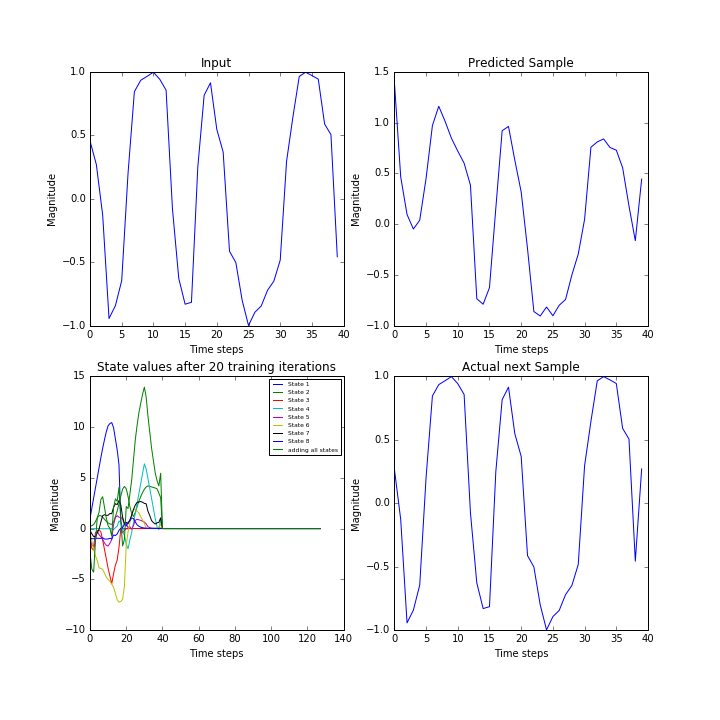 Input
Magnitude
1.0
0.5
0.0
−0.5
−1.0
0 5 10 15 20 25 30 35 40
Time steps
Predicted Sample
Magnitude
1.5
1.0
0.5
0.0
−0.5
−1.0
0 5 10 15 20 25 30 35 40
Time steps
State values after 20 training iterations
Magnitude
15
10
5
0
−5
−10
0 20 40 60 80 100 120 140
Time steps
State 1
State 2
State 3
State 4
State 5
State 6
State 7
State 8
adding all states
Actual next Sample
Magnitude
1.0
0.5
0.0
−0.5
−1.0
0 5 10 15 20 25 30 35 40
Time steps